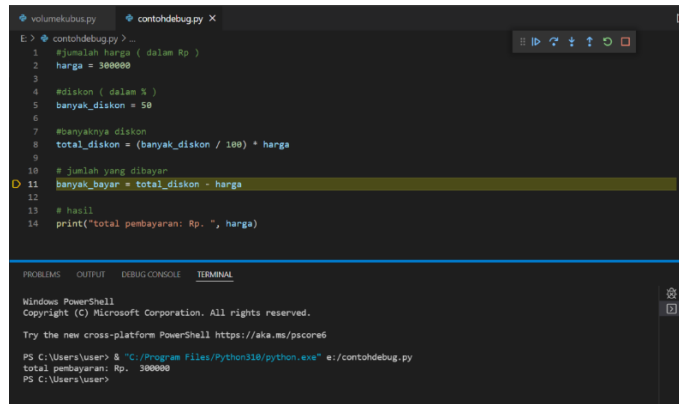 volumekubus.py contohdebug.py ×
E: > contohdebug.py > ...
1 #jumalah harga ( dalam Rp )
2 harga = 300000
3
4 #diskon ( dalam % )
5 banyak_diskon = 50
6
7 #banyaknya diskon
8 total_diskon = (banyak_diskon / 100) * harga
9
10 # jumlah yang dibayar
11 banyak_bayar = total_diskon - harga
12
13 # hasil
14 print("total pembayaran: Rp. ", harga)
PROBLEMS OUTPUT DEBUG CONSOLE TERMINAL
Windows PowerShell
Copyright (C) Microsoft Corporation. All rights reserved.
Try the new cross-platform PowerShell https://aka.ms/pscore6
PS C:\Users\user> & "C:/Program Files/Python310/python.exe" e:/contohdebug.py
total pembayaran: Rp.  300000
PS C:\Users\user>